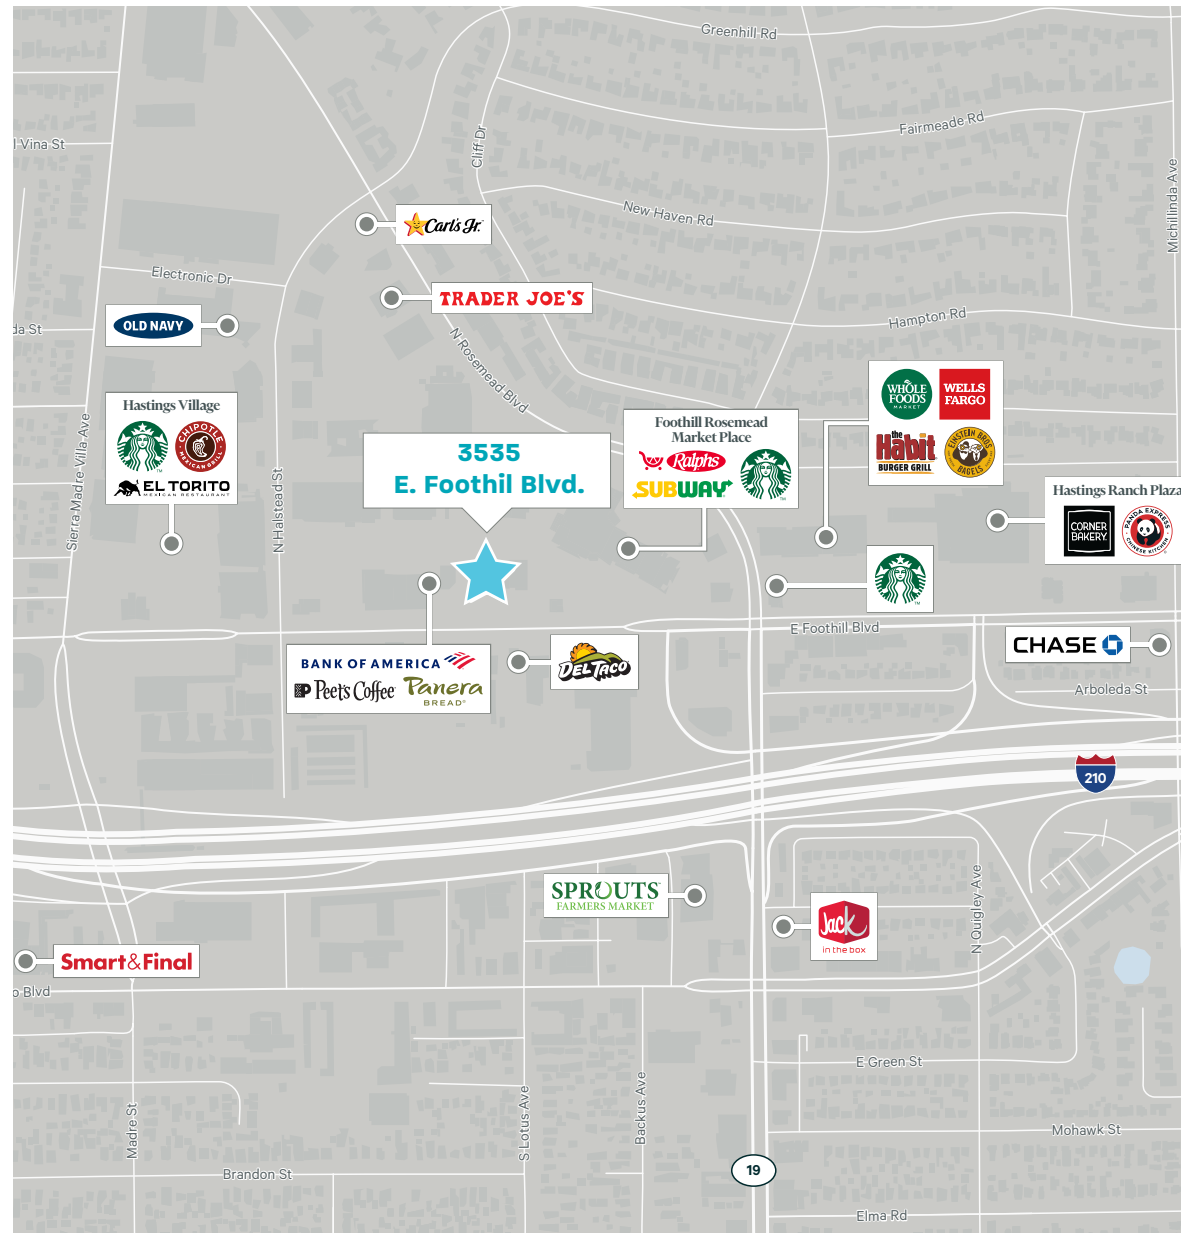 Greenhill Rd
Fairmeade Rd
l Vina St
Cliff Dr
Michillinda Ave
New Haven Rd
Carl's Jr.
Electronic Dr
TRADER JOE'S
OLD NAVY
da St
Hampton Rd
N Rosemead Blvd
WHOLE
FOODS
MARKET
WELLS
FARGO
the
Habit
BURGER GRILL
EINSTEIN BROS
BAGELS
Hastings Village
CHIPOTLE
MEXICAN GRILL
EL TORITO
MEXICAN RESTAURANT
Sierra Madre Villa Ave
N Halstead St
3535
E. Foothil Blvd.
Foothill Rosemead
Market Place
Ralphs
SUBWAY
Hastings Ranch Plaza
CORNER
BAKERY
PANDA EXPRESS
CHINESE KITCHEN
E Foothill Blvd
CHASE
BANK OF AMERICA
Peet's Coffee
Panera
BREAD
DEL TACO
Arboleda St
210
SPROUTS
FARMERS MARKET
Jack
in the box
N Quigley Ave
Smart&Final
o Blvd
E Green St
Madre St
S Lotus Ave
Backus Ave
Mohawk St
Brandon St
19
Elma Rd